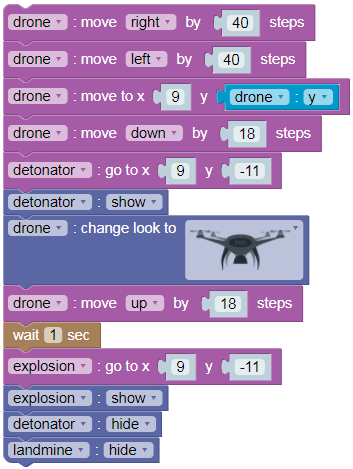 drone : move right by 40 steps
drone : move left by 40 steps
drone : move to x 9 y drone : y
drone : move down by 18 steps
detonator : go to x 9 y -11
detonator : show
drone : change look to
drone : move up by 18 steps
wait 1 sec
explosion : go to x 9 y -11
explosion : show
detonator : hide
landmine : hide